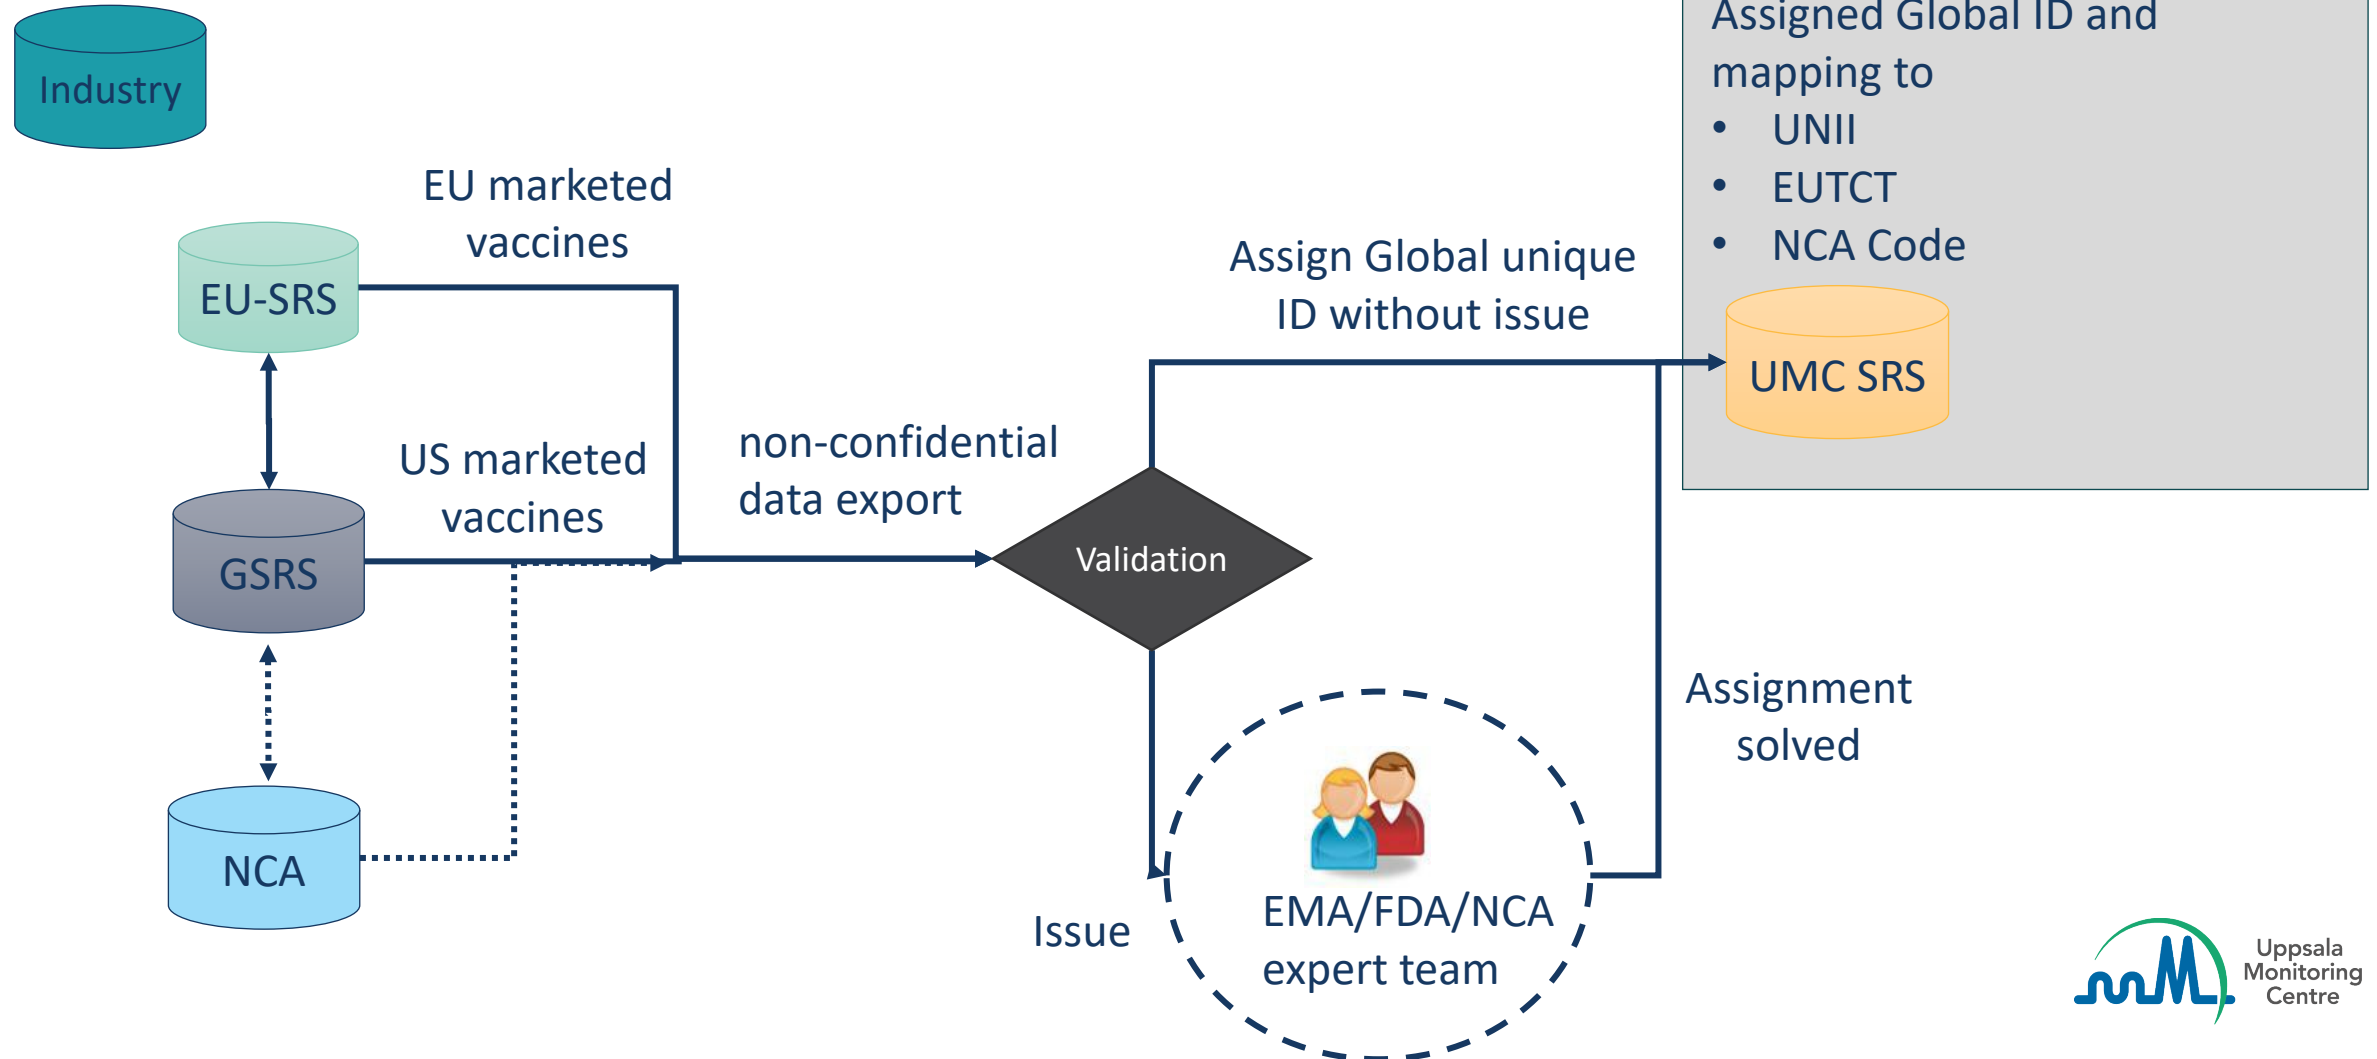 Industry
Assigned Global ID and
mapping to
• UNII
• EUTCT
• NCA Code
EU marketed
vaccines
EU-SRS
Assign Global unique
ID without issue
UMC SRS
US marketed
vaccines
non-confidential
data export
GSRS
Validation
Assignment
solved
NCA
Issue
EMA/FDA/NCA
expert team
Uppsala
Monitoring
Centre